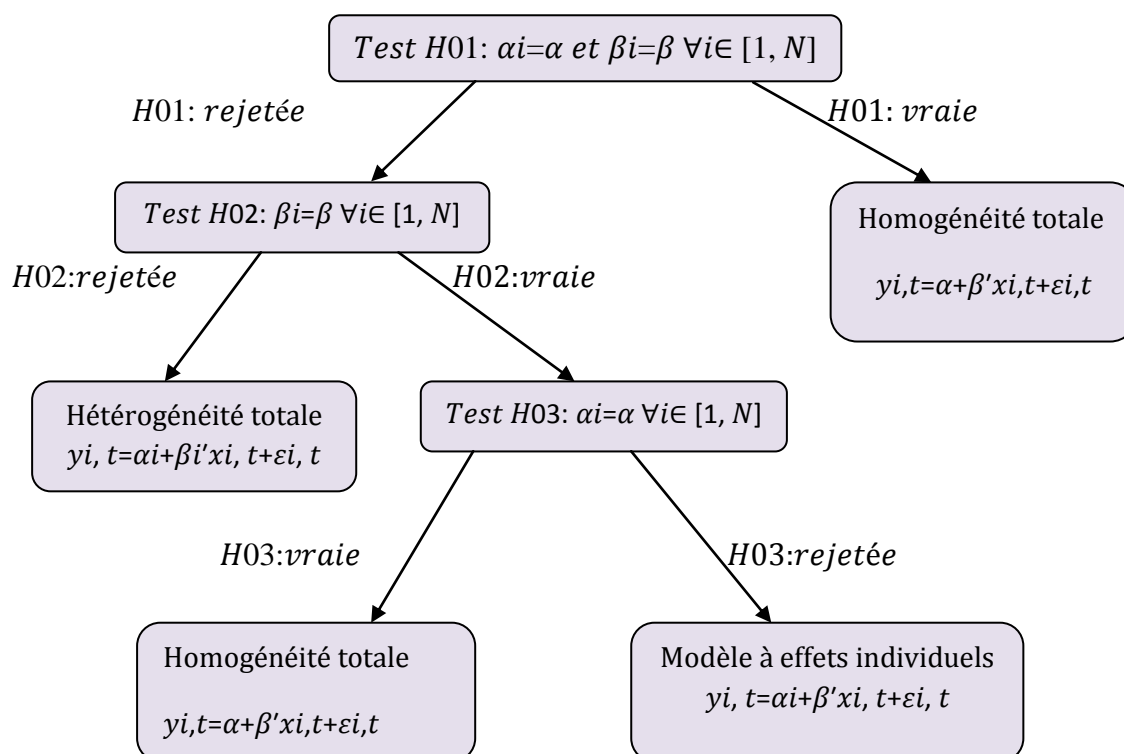 Test H01: αi=α et βi=β ∀i∈ [1, N]
H01: rejetée
H01: vraie
Test H02: βi=β ∀i∈ [1, N]
Homogénéité totale
yi,t=α+β′xi,t+εi,t
H02:rejetée
H02:vraie
Hétérogénéité totale
yi, t=αi+βi′xi, t+εi, t
Test H03: αi=α ∀i∈ [1, N]
H03:vraie
H03:rejetée
Homogénéité totale
yi,t=α+β′xi,t+εi,t
Modèle à effets individuels
yi, t=αi+β′xi, t+εi, t